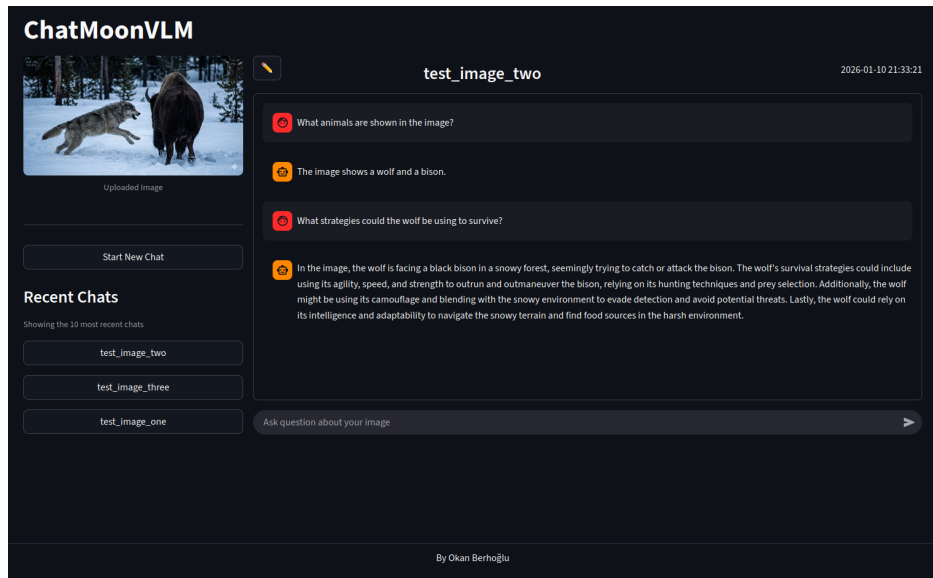 ChatMoonVLM
Uploaded Image
Start New Chat
Recent Chats
Showing the 10 most recent chats
test_image_two
test_image_three
test_image_one
test_image_two
2026-01-10 21:33:21
What animals are shown in the image?
The image shows a wolf and a bison.
What strategies could the wolf be using to survive?
In the image, the wolf is facing a black bison in a snowy forest, seemingly trying to catch or attack the bison. The wolf's survival strategies could include
using its agility, speed, and strength to outrun and outmaneuver the bison, relying on its hunting techniques and prey selection. Additionally, the wolf
might be using its camouflage and blending with the snowy environment to evade detection and avoid potential threats. Lastly, the wolf could rely on
its intelligence and adaptability to navigate the snowy terrain and find food sources in the harsh environment.
Ask question about your image
By Okan Berhoğlu